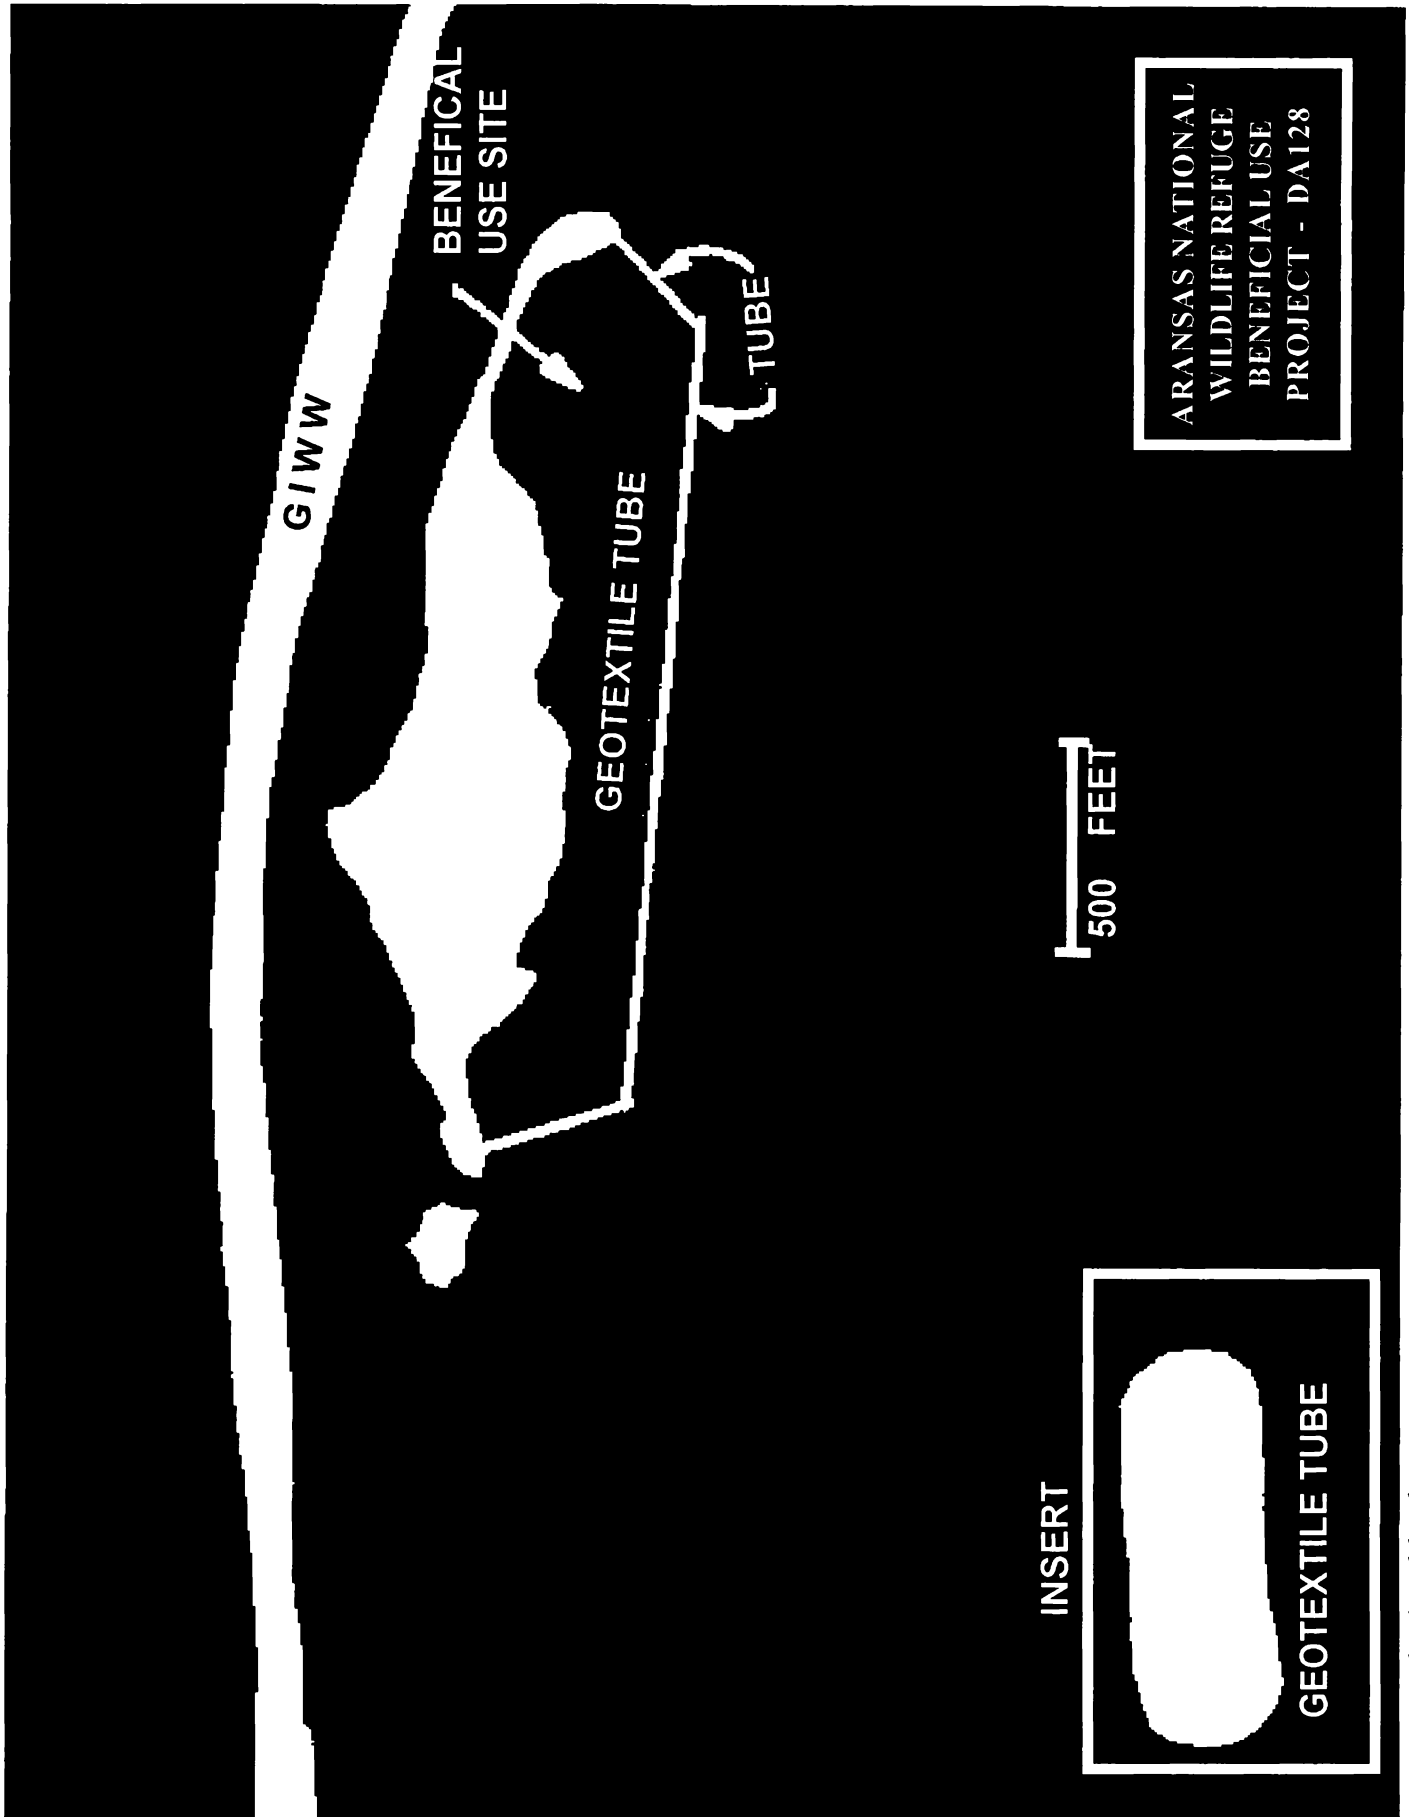 GIWW
BENEFICAL
USE SITE
GEOTEXTILE TUBE
TUBE
500 FEET
INSERT
GEOTEXTILE TUBE
ARANSAS NATIONAL
WILDLIFE REFUGE
BENEFICIAL USE
PROJECT - DA128